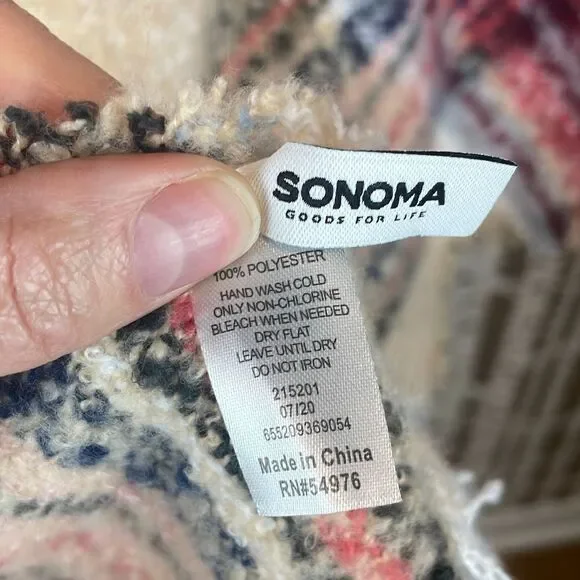 SONOMA
GOODS FOR LIFE
100% POLYESTER
HAND WASH COLD
ONLY NON-CHLORINE
BLEACH WHEN NEEDED
DRY FLAT
LEAVE UNTIL DRY
DO NOT IRON
215201
07/20
655209369054
Made in China
RN#54976